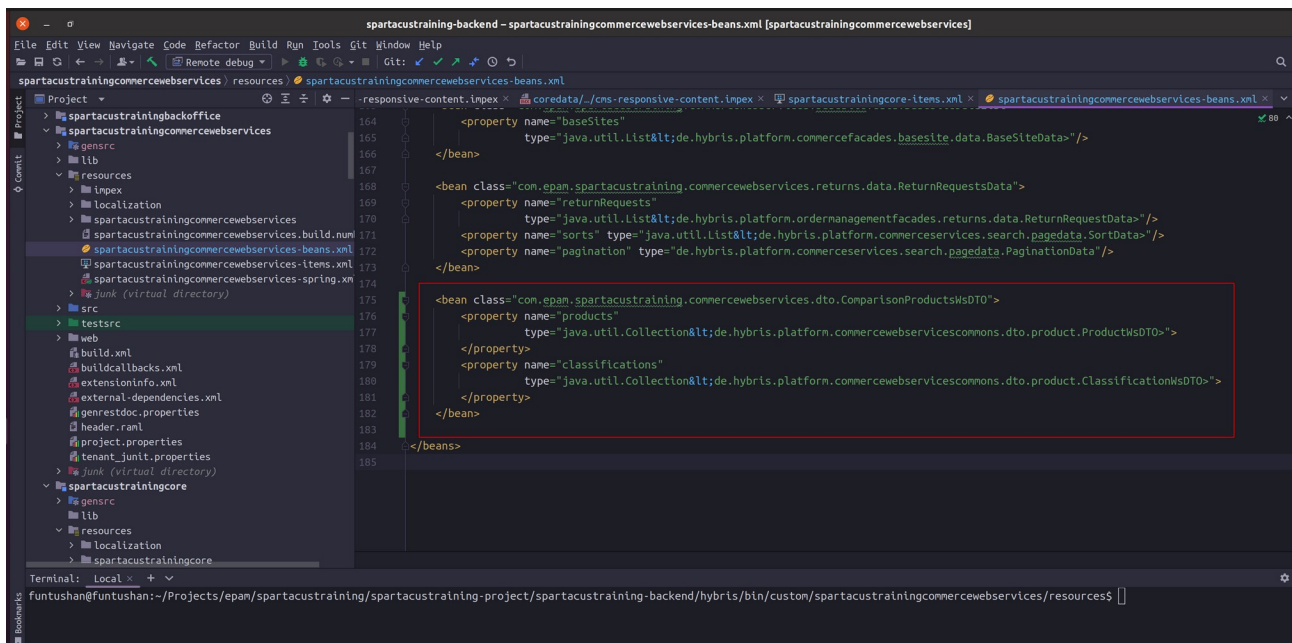 spartacustraining-backend – spartacustrainingcommercewebservices-beans.xml [spartacustrainingcommercewebservices]
File Edit View Navigate Code Refactor Build Run Tools Git Window Help
Remote debug Git:
spartacustrainingcommercewebservices resources spartacustrainingcommercewebservices-beans.xml
Project
-responsive-content.impex coredata/../cms-responsive-content.impex spartacustrainingcore-items.xml spartacustrainingcommercewebservices-beans.xml
80
Project
Commit
Bookmarks
spartacustrainingbackoffice
spartacustrainingcommercewebservices
gensrc
lib
resources
impex
localization
spartacustrainingcommercewebservices
spartacustrainingcommercewebservices.build.num
spartacustrainingcommercewebservices-beans.xml
spartacustrainingcommercewebservices-items.xml
spartacustrainingcommercewebservices-spring.xm
junk (virtual directory)
src
testsrc
web
build.xml
buildcallbacks.xml
extensioninfo.xml
external-dependencies.xml
genrestdoc.properties
header.raml
project.properties
tenant_junit.properties
junk (virtual directory)
spartacustrainingcore
gensrc
lib
resources
localization
spartacustrainingcore
164 <property name="baseSites"
165 type="java.util.List&lt;de.hybris.platform.commercefacades.basesite.data.BaseSiteData>"/>
166 </bean>
167
168 <bean class="com.epam.spartacustraining.commercewebservices.returns.data.ReturnRequestsData">
169 <property name="returnRequests"
170 type="java.util.List&lt;de.hybris.platform.ordermanagementfacades.returns.data.ReturnRequestData>"/>
171 <property name="sorts" type="java.util.List&lt;de.hybris.platform.commerceservices.search.pagedata.SortData>"/>
172 <property name="pagination" type="de.hybris.platform.commerceservices.search.pagedata.PaginationData"/>
173 </bean>
174
175 <bean class="com.epam.spartacustraining.commercewebservices.dto.ComparisonProductsWsDTO">
176 <property name="products"
177 type="java.util.Collection&lt;de.hybris.platform.commercewebservicescommons.dto.product.ProductWsDTO>">
178 </property>
179 <property name="classifications"
180 type="java.util.Collection&lt;de.hybris.platform.commercewebservicescommons.dto.product.ClassificationWsDTO>">
181 </property>
182 </bean>
183
184 </beans>
185
Terminal: Local
funtushan@funtushan:~/Projects/epam/spartacustraining/spartacustraining-project/spartacustraining-backend/hybris/bin/custom/spartacustrainingcommercewebservices/resources$